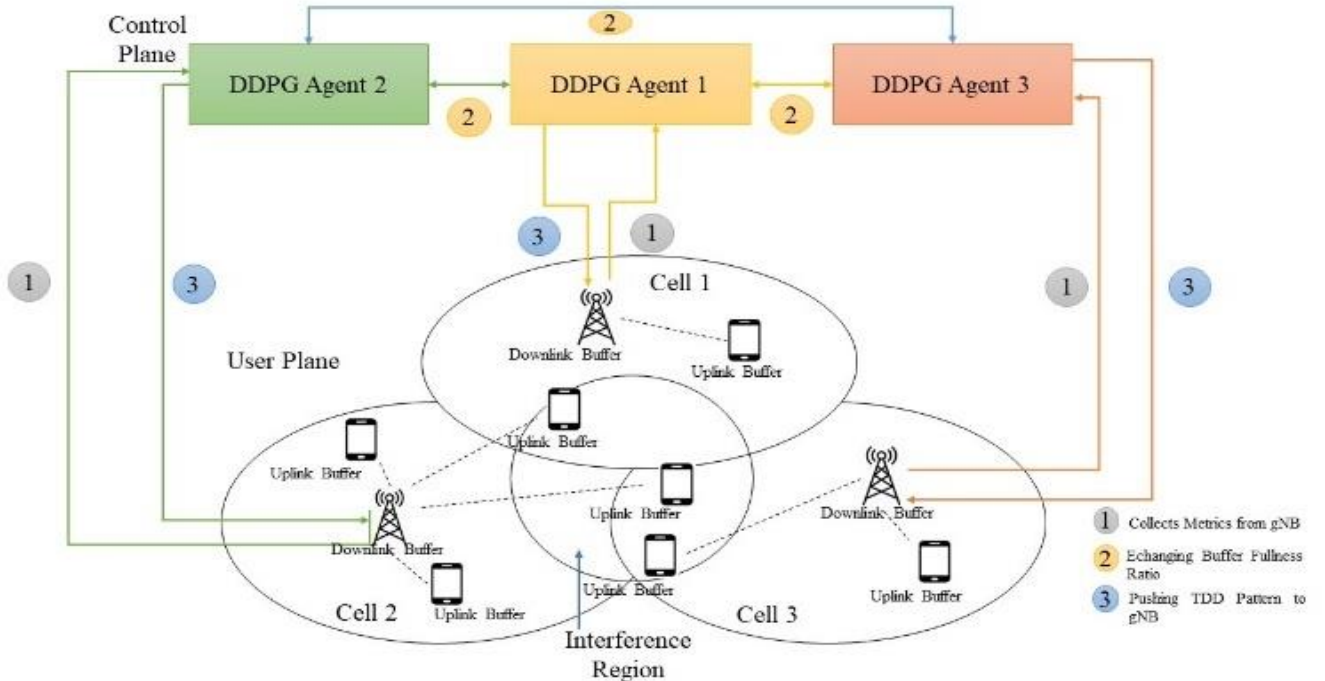 2
Control
Plane
DDPG Agent 2
DDPG Agent 1
DDPG Agent 3
2
2
3
1
1
3
1
3
Cell 1
Downlink Buffer
Uplink Buffer
User Plane
Uplink Buffer
Uplink Buffer
Uplink Buffer
Downlink Buffer
Downlink Buffer
Uplink Buffer
Uplink Buffer
Uplink Buffer
Cell 2
Cell 3
Interference
Region
1 Collects Metrics from gNB
2 Echanging Buffer Fullness
Ratio
3 Pushing TDD Pattern to
gNB